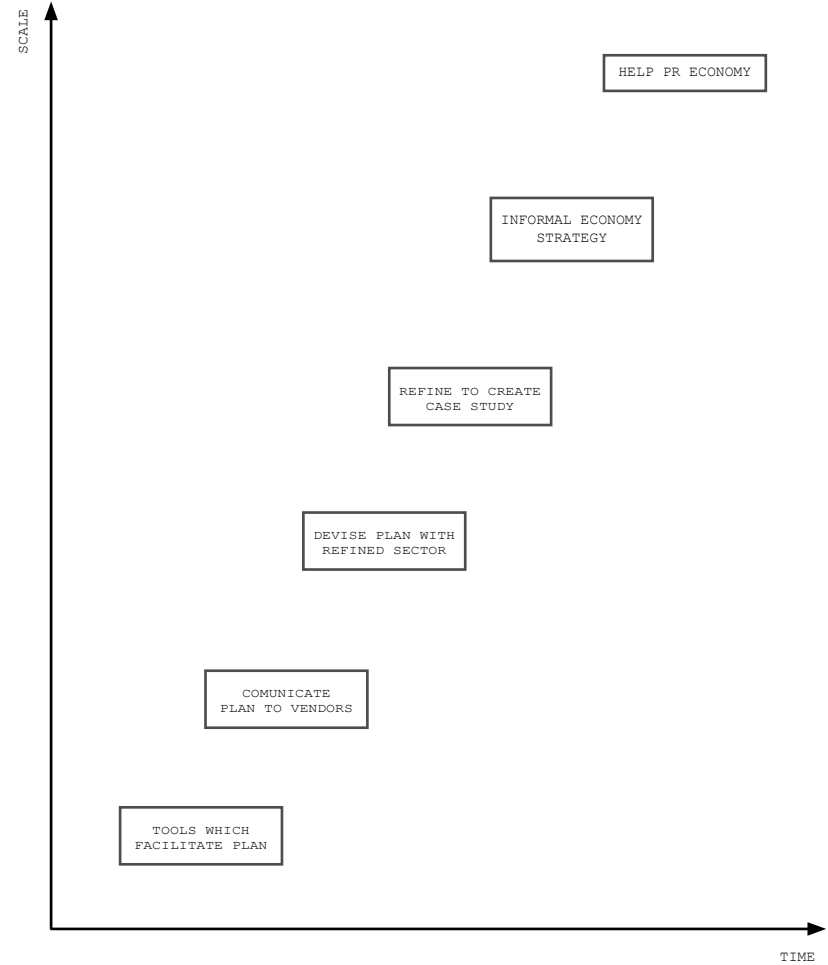 SCALE
HELP PR ECONOMY
INFORMAL ECONOMY
STRATEGY
REFINE TO CREATE
CASE STUDY
DEVISE PLAN WITH
REFINED SECTOR
COMUNICATE
PLAN TO VENDORS
TOOLS WHICH
FACILITATE PLAN
TIME